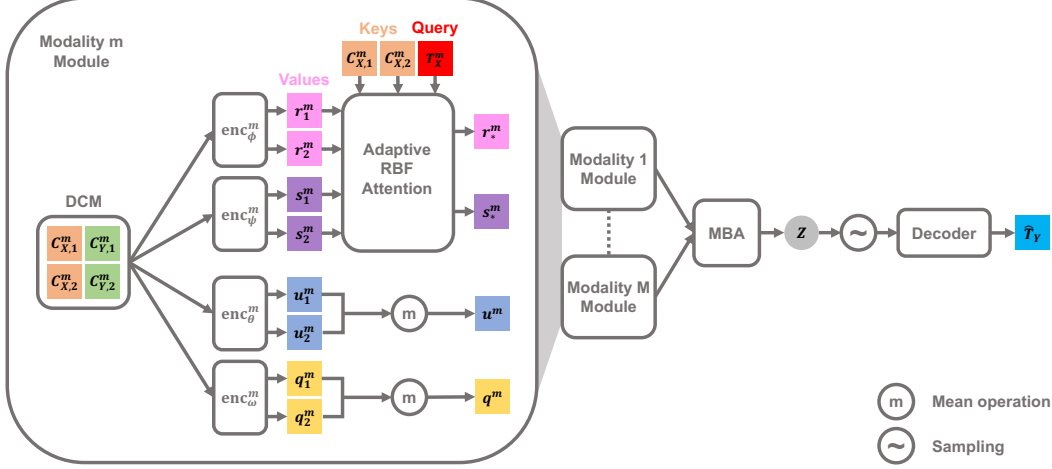 Modality m
Module
Keys
Query
C^m_{X,1} C^m_{X,2} T^m_X
Values
enc^m_ϕ
r^m_1
r^m_2
Adaptive
RBF
Attention
r^m_*
enc^m_ψ
s^m_1
s^m_2
s^m_*
DCM
C^m_{X,1} C^m_{Y,1}
C^m_{X,2} C^m_{Y,2}
enc^m_θ
u^m_1
u^m_2
m
u^m
enc^m_ω
q^m_1
q^m_2
m
q^m
Modality 1
Module
Modality M
Module
MBA
Z
~
Decoder
T̂_Y
m Mean operation
~ Sampling